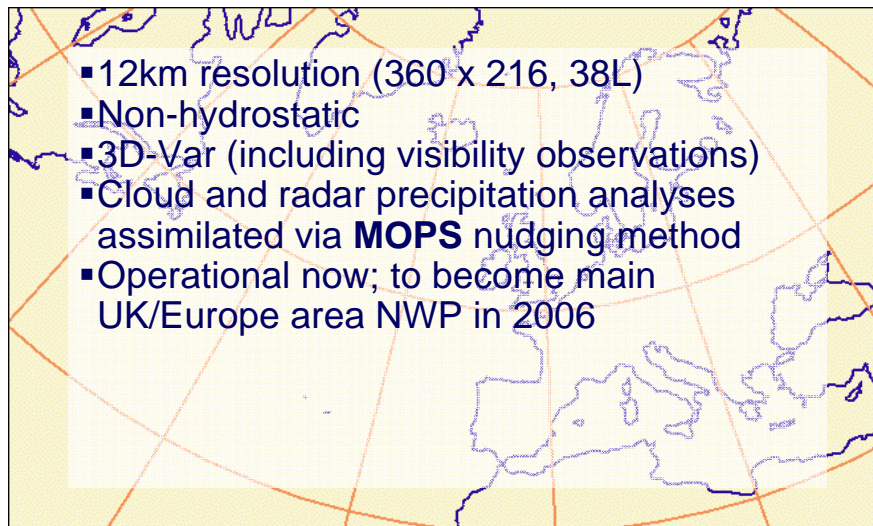 ▪12km resolution (360 x 216, 38L)
▪Non-hydrostatic
▪3D-Var (including visibility observations)
▪Cloud and radar precipitation analyses
assimilated via MOPS nudging method
▪Operational now; to become main
UK/Europe area NWP in 2006